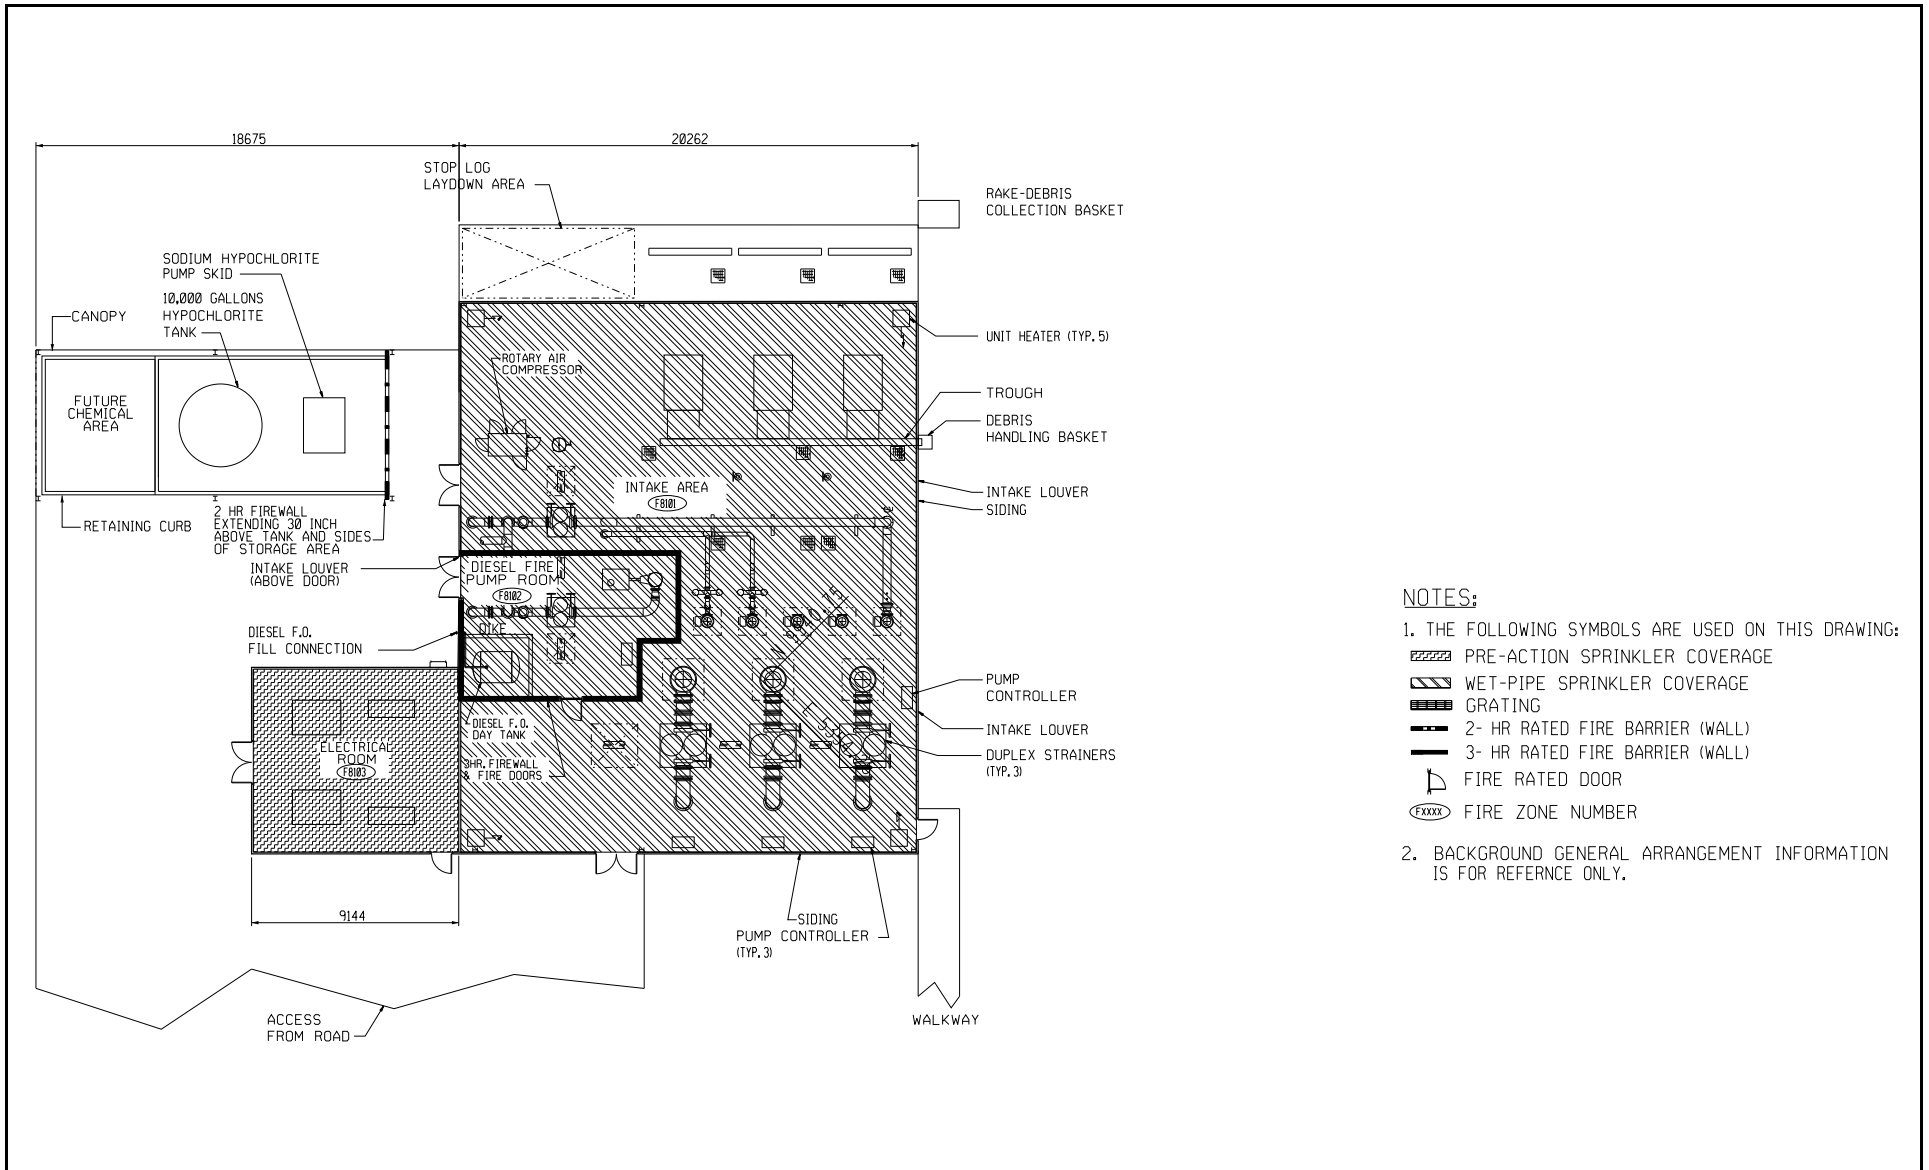 18675
20262
STOP LOG
LAYDOWN AREA
RAKE-DEBRIS
COLLECTION BASKET
SODIUM HYPOCHLORITE
PUMP SKID
10,000 GALLONS
HYPOCHLORITE
TANK
CANOPY
UNIT HEATER (TYP.5)
ROTARY AIR
COMPRESSOR
TROUGH
FUTURE
CHEMICAL
AREA
DEBRIS
HANDLING BASKET
INTAKE AREA
F8101
INTAKE LOUVER
SIDING
RETAINING CURB
2 HR FIREWALL
EXTENDING 30 INCH
ABOVE TANK AND SIDES
OF STORAGE AREA
INTAKE LOUVER
(ABOVE DOOR)
DIESEL FIRE
PUMP ROOM
F8102
DIKE
DIESEL F.O.
FILL CONNECTION
PUMP
CONTROLLER
DIESEL F.O.
DAY TANK
INTAKE LOUVER
ELECTRICAL
ROOM
F8103
3HR. FIREWALL
& FIRE DOORS
DUPLEX STRAINERS
(TYP.3)
9144
SIDING
PUMP CONTROLLER
(TYP.3)
ACCESS
FROM ROAD
WALKWAY
NOTES:
1. THE FOLLOWING SYMBOLS ARE USED ON THIS DRAWING:
PRE-ACTION SPRINKLER COVERAGE
WET-PIPE SPRINKLER COVERAGE
GRATING
2- HR RATED FIRE BARRIER (WALL)
3- HR RATED FIRE BARRIER (WALL)
FIRE RATED DOOR
FXXXX FIRE ZONE NUMBER
2. BACKGROUND GENERAL ARRANGEMENT INFORMATION
IS FOR REFERNCE ONLY.